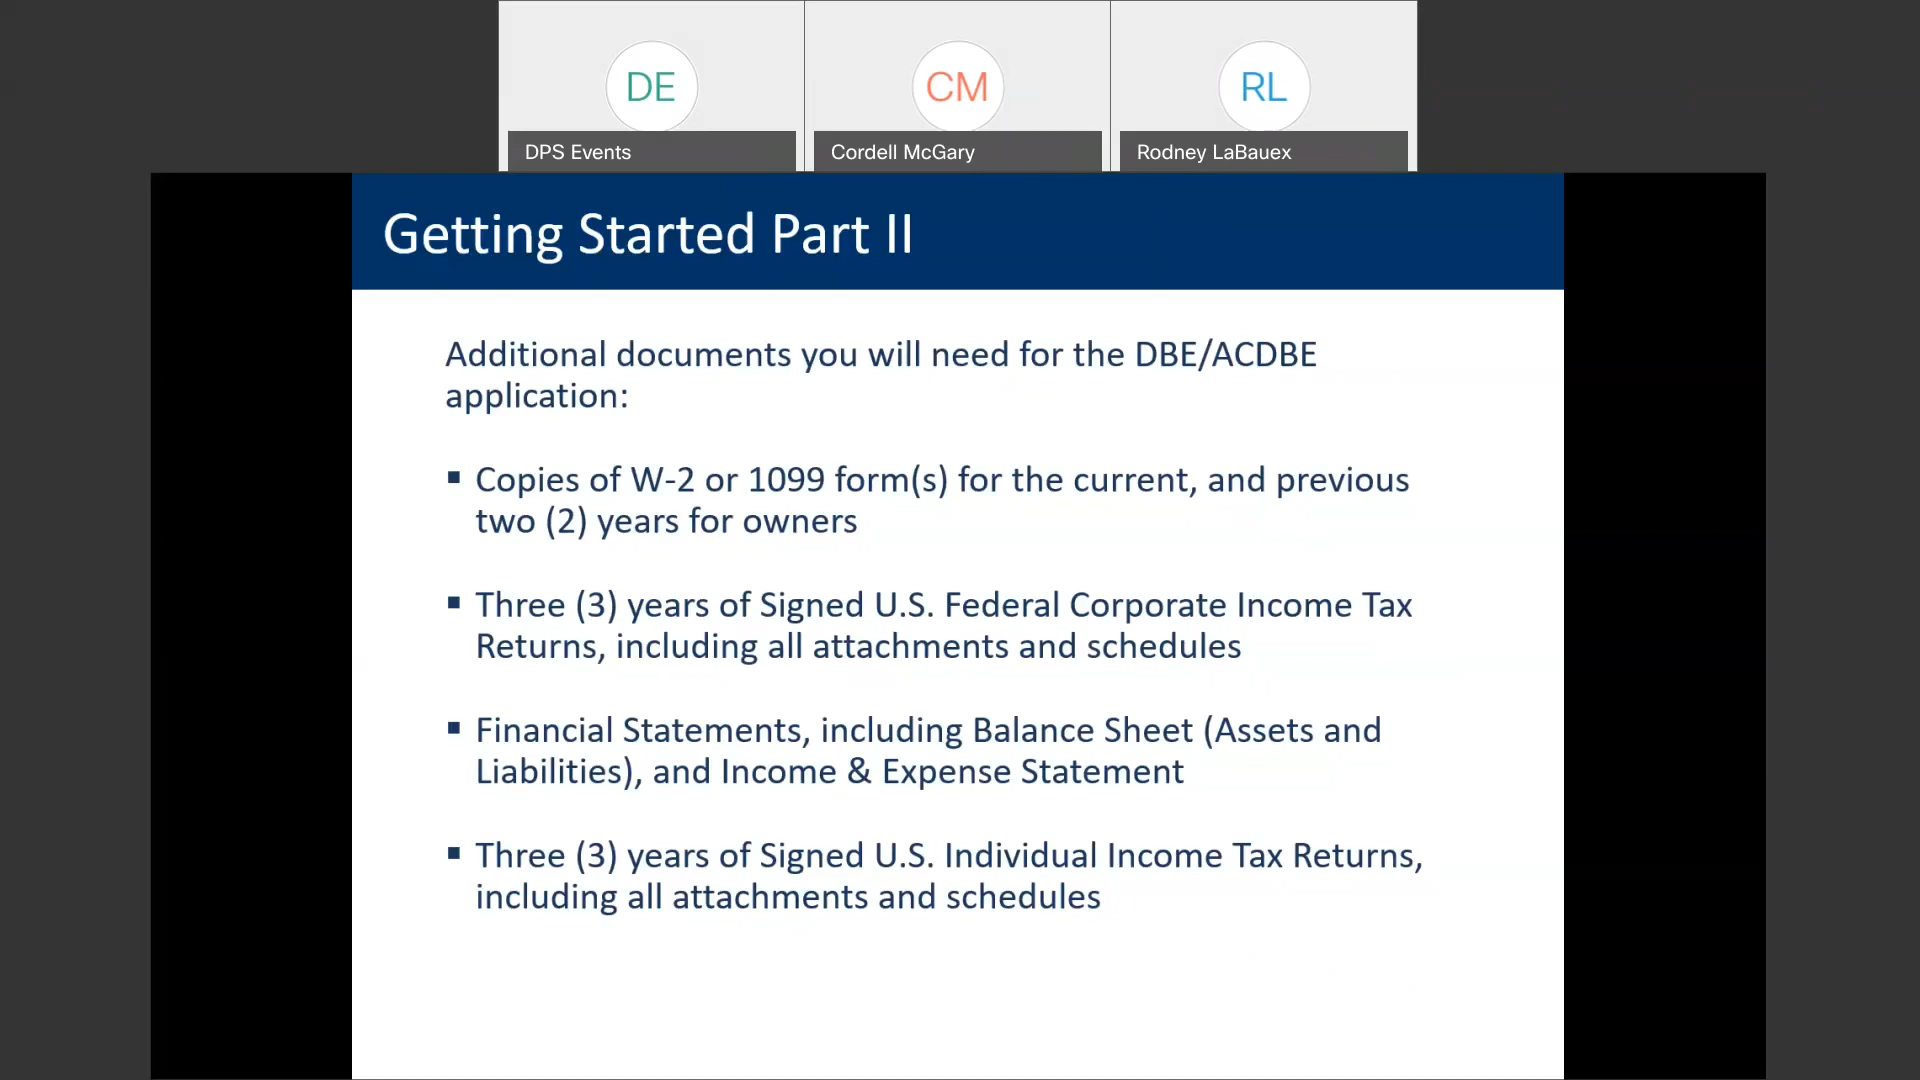 DE
CM
RL
DPS Events
Cordell McGary
Rodney LaBauex
Getting Started Part II
Additional documents you will need for the DBE/ACDBE
application:
▪ Copies of W-2 or 1099 form(s) for the current, and previous
two (2) years for owners
▪ Three (3) years of Signed U.S. Federal Corporate Income Tax
Returns, including all attachments and schedules
▪ Financial Statements, including Balance Sheet (Assets and
Liabilities), and Income & Expense Statement
▪ Three (3) years of Signed U.S. Individual Income Tax Returns,
including all attachments and schedules